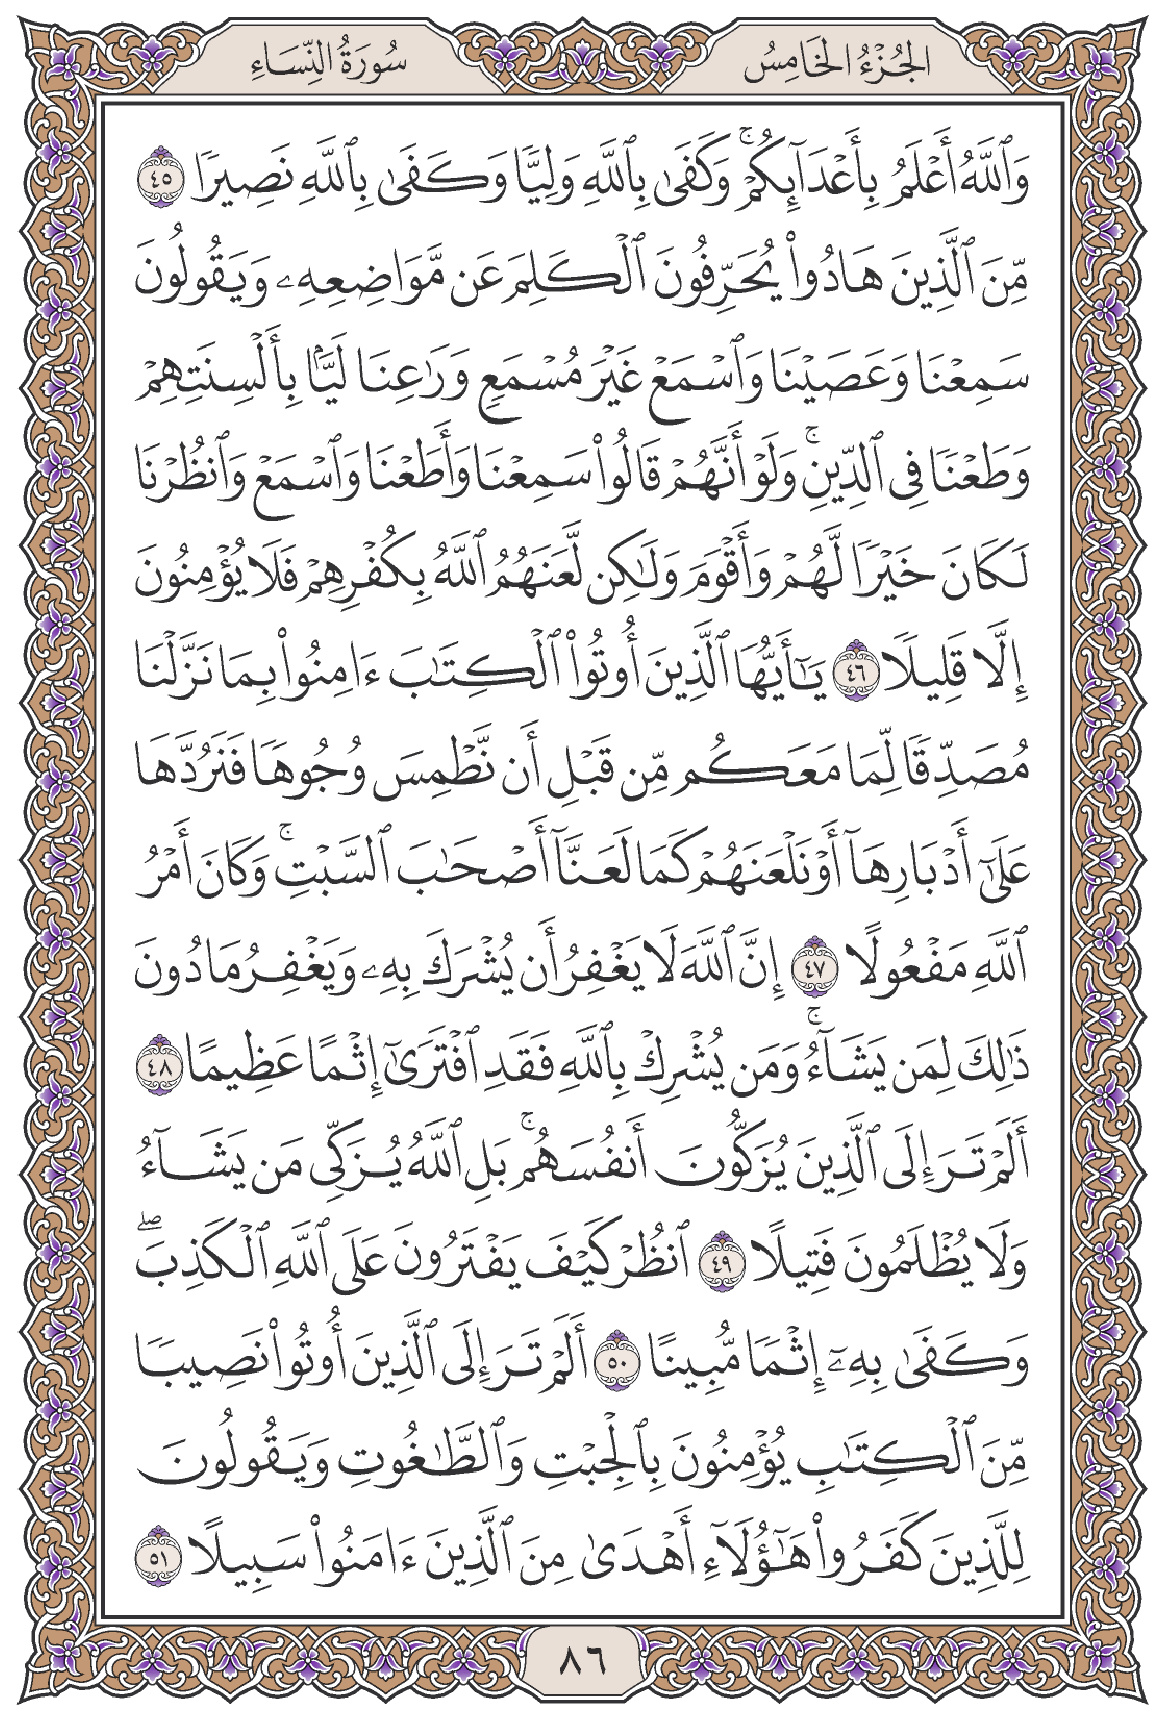 الجُزْءُ الخَامِسُ
سُورَةُ النِّسَاءِ
وَٱللَّهُ أَعْلَمُ بِأَعْدَآئِكُمْۚ وَكَفَىٰ بِٱللَّهِ وَلِيّٗا وَكَفَىٰ بِٱللَّهِ نَصِيرٗا ٤٥
مِّنَ ٱلَّذِينَ هَادُواْ يُحَرِّفُونَ ٱلْكَلِمَ عَن مَّوَاضِعِهِۦ وَيَقُولُونَ
سَمِعْنَا وَعَصَيْنَا وَٱسْمَعْ غَيْرَ مُسْمَعٖ وَرَٰعِنَا لَيَّۢا بِأَلْسِنَتِهِمْ
وَطَعْنٗا فِي ٱلدِّينِۚ وَلَوْ أَنَّهُمْ قَالُواْ سَمِعْنَا وَأَطَعْنَا وَٱسْمَعْ وَٱنظُرْنَا
لَكَانَ خَيْرٗا لَّهُمْ وَأَقْوَمَ وَلَٰكِن لَّعَنَهُمُ ٱللَّهُ بِكُفْرِهِمْ فَلَا يُؤْمِنُونَ
إِلَّا قَلِيلٗا ٤٦ يَٰٓأَيُّهَا ٱلَّذِينَ أُوتُواْ ٱلْكِتَٰبَ ءَامِنُواْ بِمَا نَزَّلْنَا
مُصَدِّقٗا لِّمَا مَعَكُم مِّن قَبْلِ أَن نَّطْمِسَ وُجُوهٗا فَنَرُدَّهَا
عَلَىٰٓ أَدْبَارِهَآ أَوْ نَلْعَنَهُمْ كَمَا لَعَنَّآ أَصْحَٰبَ ٱلسَّبْتِۚ وَكَانَ أَمْرُ
ٱللَّهِ مَفْعُولًا ٤٧ إِنَّ ٱللَّهَ لَا يَغْفِرُ أَن يُشْرَكَ بِهِۦ وَيَغْفِرُ مَا دُونَ
ذَٰلِكَ لِمَن يَشَآءُۚ وَمَن يُشْرِكْ بِٱللَّهِ فَقَدِ ٱفْتَرَىٰٓ إِثْمًا عَظِيمًا ٤٨
أَلَمْ تَرَ إِلَى ٱلَّذِينَ يُزَكُّونَ أَنفُسَهُمۚ بَلِ ٱللَّهُ يُزَكِّي مَن يَشَآءُ
وَلَا يُظْلَمُونَ فَتِيلًا ٤٩ ٱنظُرْ كَيْفَ يَفْتَرُونَ عَلَى ٱللَّهِ ٱلْكَذِبَۖ
وَكَفَىٰ بِهِۦٓ إِثْمٗا مُّبِينًا ٥٠ أَلَمْ تَرَ إِلَى ٱلَّذِينَ أُوتُواْ نَصِيبٗا
مِّنَ ٱلْكِتَٰبِ يُؤْمِنُونَ بِٱلْجِبْتِ وَٱلطَّٰغُوتِ وَيَقُولُونَ
لِلَّذِينَ كَفَرُواْ هَٰٓؤُلَآءِ أَهْدَىٰ مِنَ ٱلَّذِينَ ءَامَنُواْ سَبِيلًا ٥١
٨٦